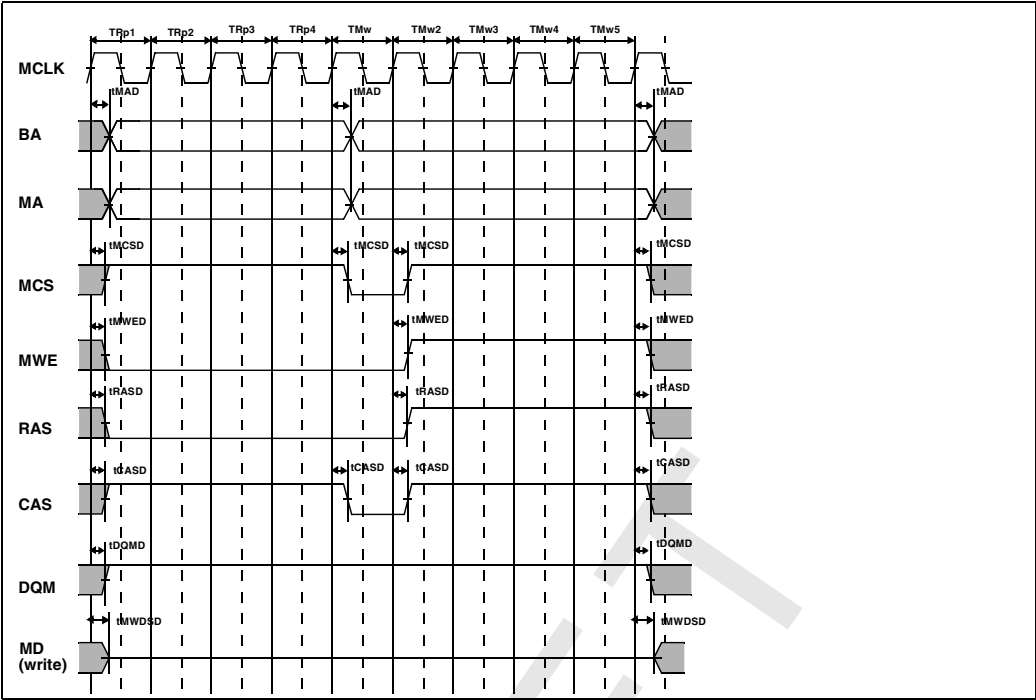 TRp1 TRp2 TRp3 TRp4 TMw TMw2 TMw3 TMw4 TMw5
MCLK
tMAD tMAD tMAD
BA
MA
tMCSD tMCSD tMCSD tMCSD
MCS
tMWED tMWED tMWED
MWE
tRASD tRASD tRASD
RAS
tCASD tCASD tCASD tCASD
CAS
tDQMD tDQMD
DQM
tMWDSD tMWDSD
MD
(write)